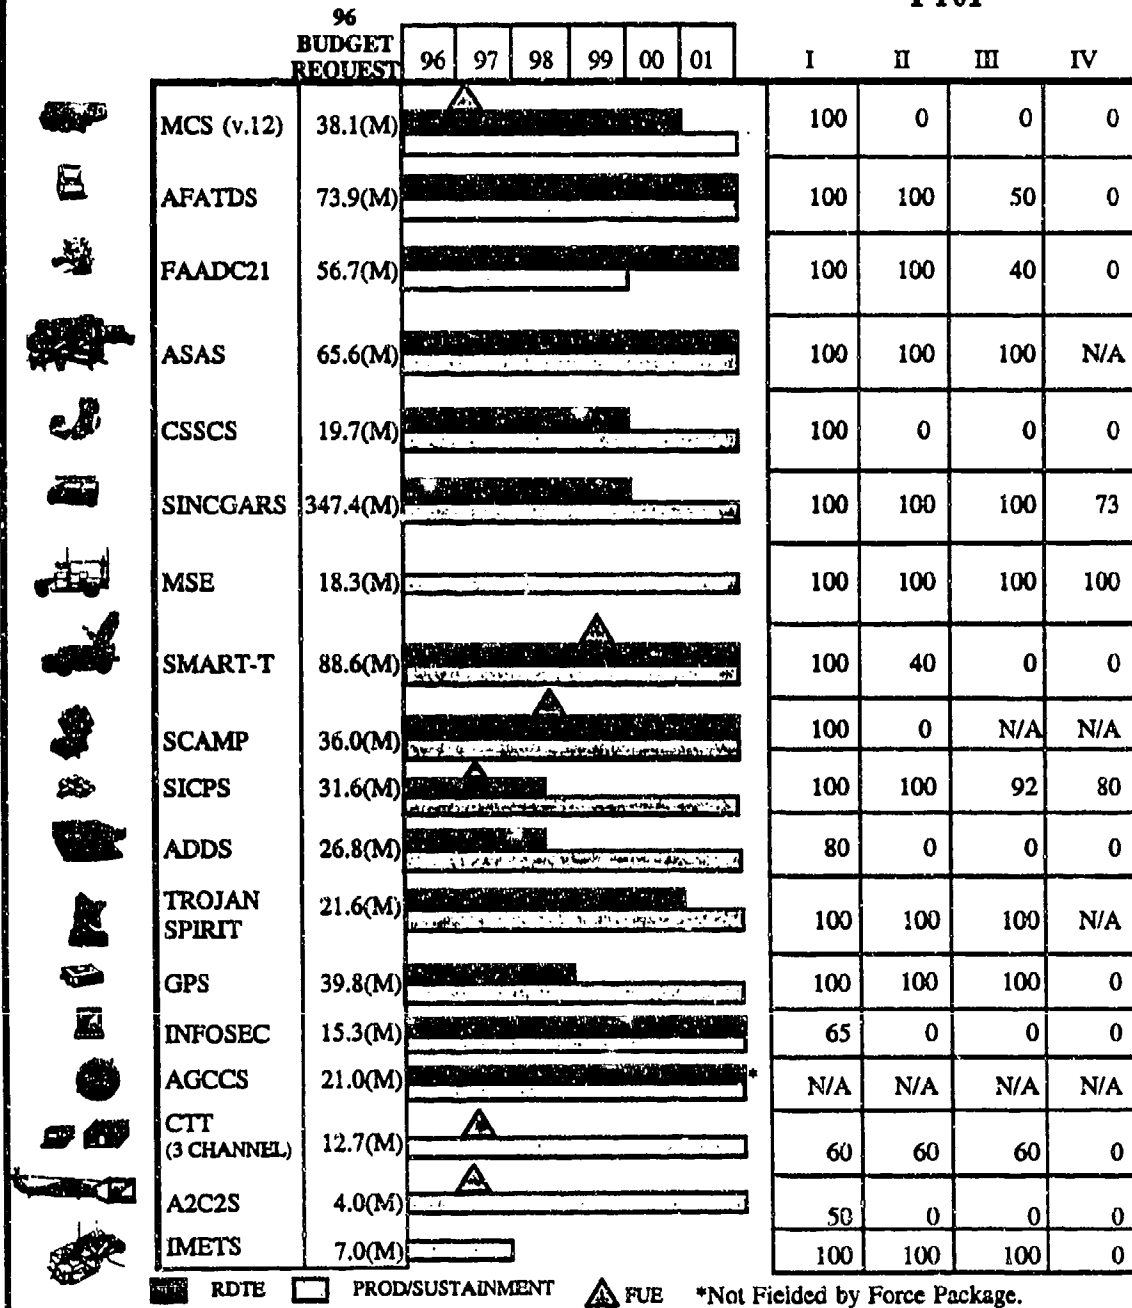 96
BUDGET
REQUEST 96 97 98 99 00 01 I II III IV
MCS (v.12) 38.1(M) 100 0 0 0
AFATDS 73.9(M) 100 100 50 0
FAADC21 56.7(M) 100 100 40 0
ASAS 65.6(M) 100 100 100 N/A
CSSCS 19.7(M) 100 0 0 0
SINCGARS 347.4(M) 100 100 100 73
MSE 18.3(M) 100 100 100 100
SMART-T 88.6(M) 100 40 0 0
SCAMP 36.0(M) 100 0 N/A N/A
SICPS 31.6(M) 100 100 92 80
ADDS 26.8(M) 80 0 0 0
TROJAN
SPIRIT 21.6(M) 100 100 100 N/A
GPS 39.8(M) 100 100 100 0
INFOSEC 15.3(M) 65 0 0 0
AGCCS 21.0(M) * N/A N/A N/A N/A
CTT
(3 CHANNEL) 12.7(M) 60 60 60 0
A2C2S 4.0(M) 50 0 0 0
IMETS 7.0(M) 100 100 100 0
RDTE PROD/SUSTAINMENT FUE *Not Fielded by Force Package.